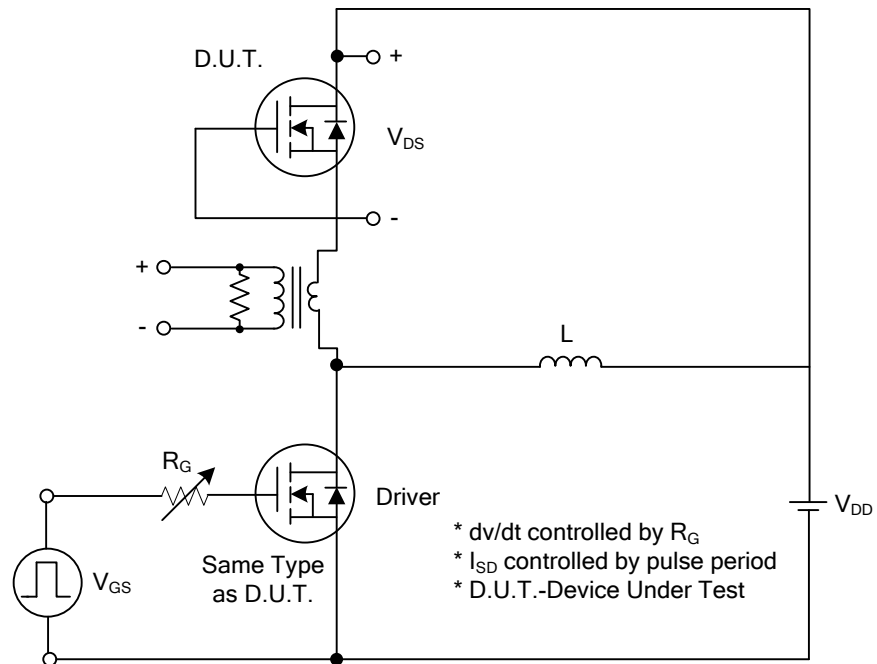 D.U.T.
+
VDS
-
+
-
L
RG
Driver
VDD
VGS
Same Type
as D.U.T.
* dv/dt controlled by RG
* ISD controlled by pulse period
* D.U.T.-Device Under Test